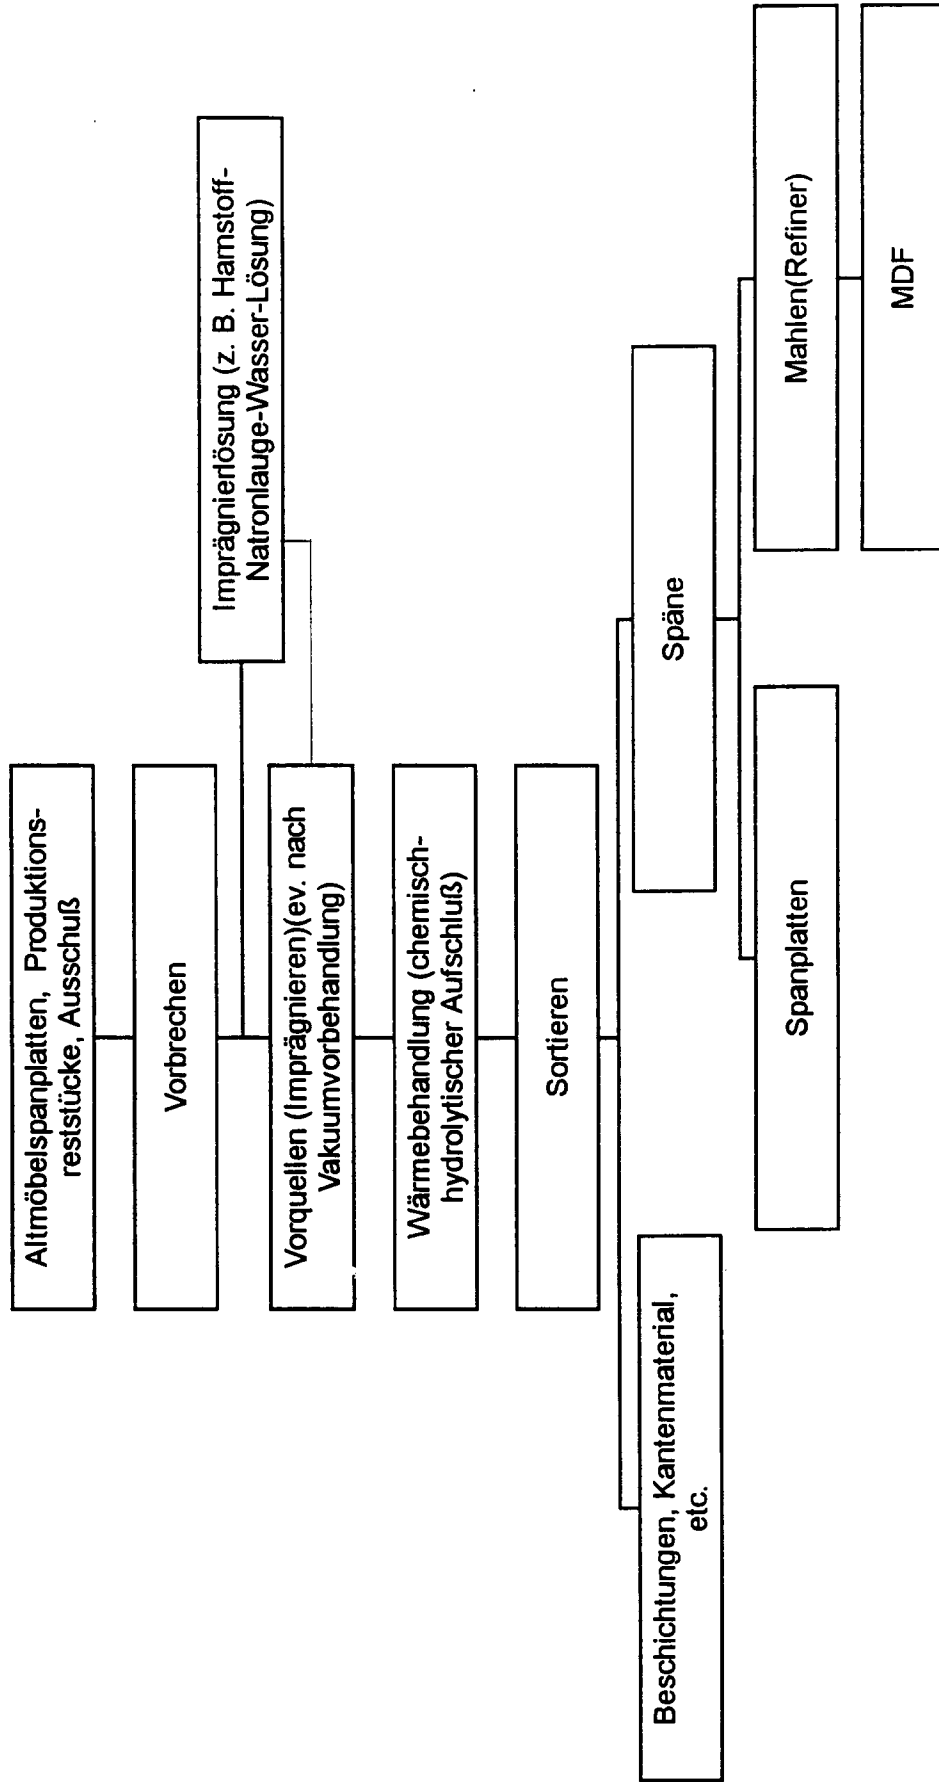 Altmöbelspanplatten, Produktions-
reststücke, Ausschuß
Vorbrechen
Imprägnierlösung (z. B. Harnstoff-
Natronlauge-Wasser-Lösung)
Vorquellen (Imprägnieren)(ev. nach
Vakuumvorbehandlung)
Wärmebehandlung (chemisch-
hydrolytischer Aufschluß)
Sortieren
Beschichtungen, Kantenmaterial,
etc.
Späne
Spanplatten
Mahlen(Refiner)
MDF